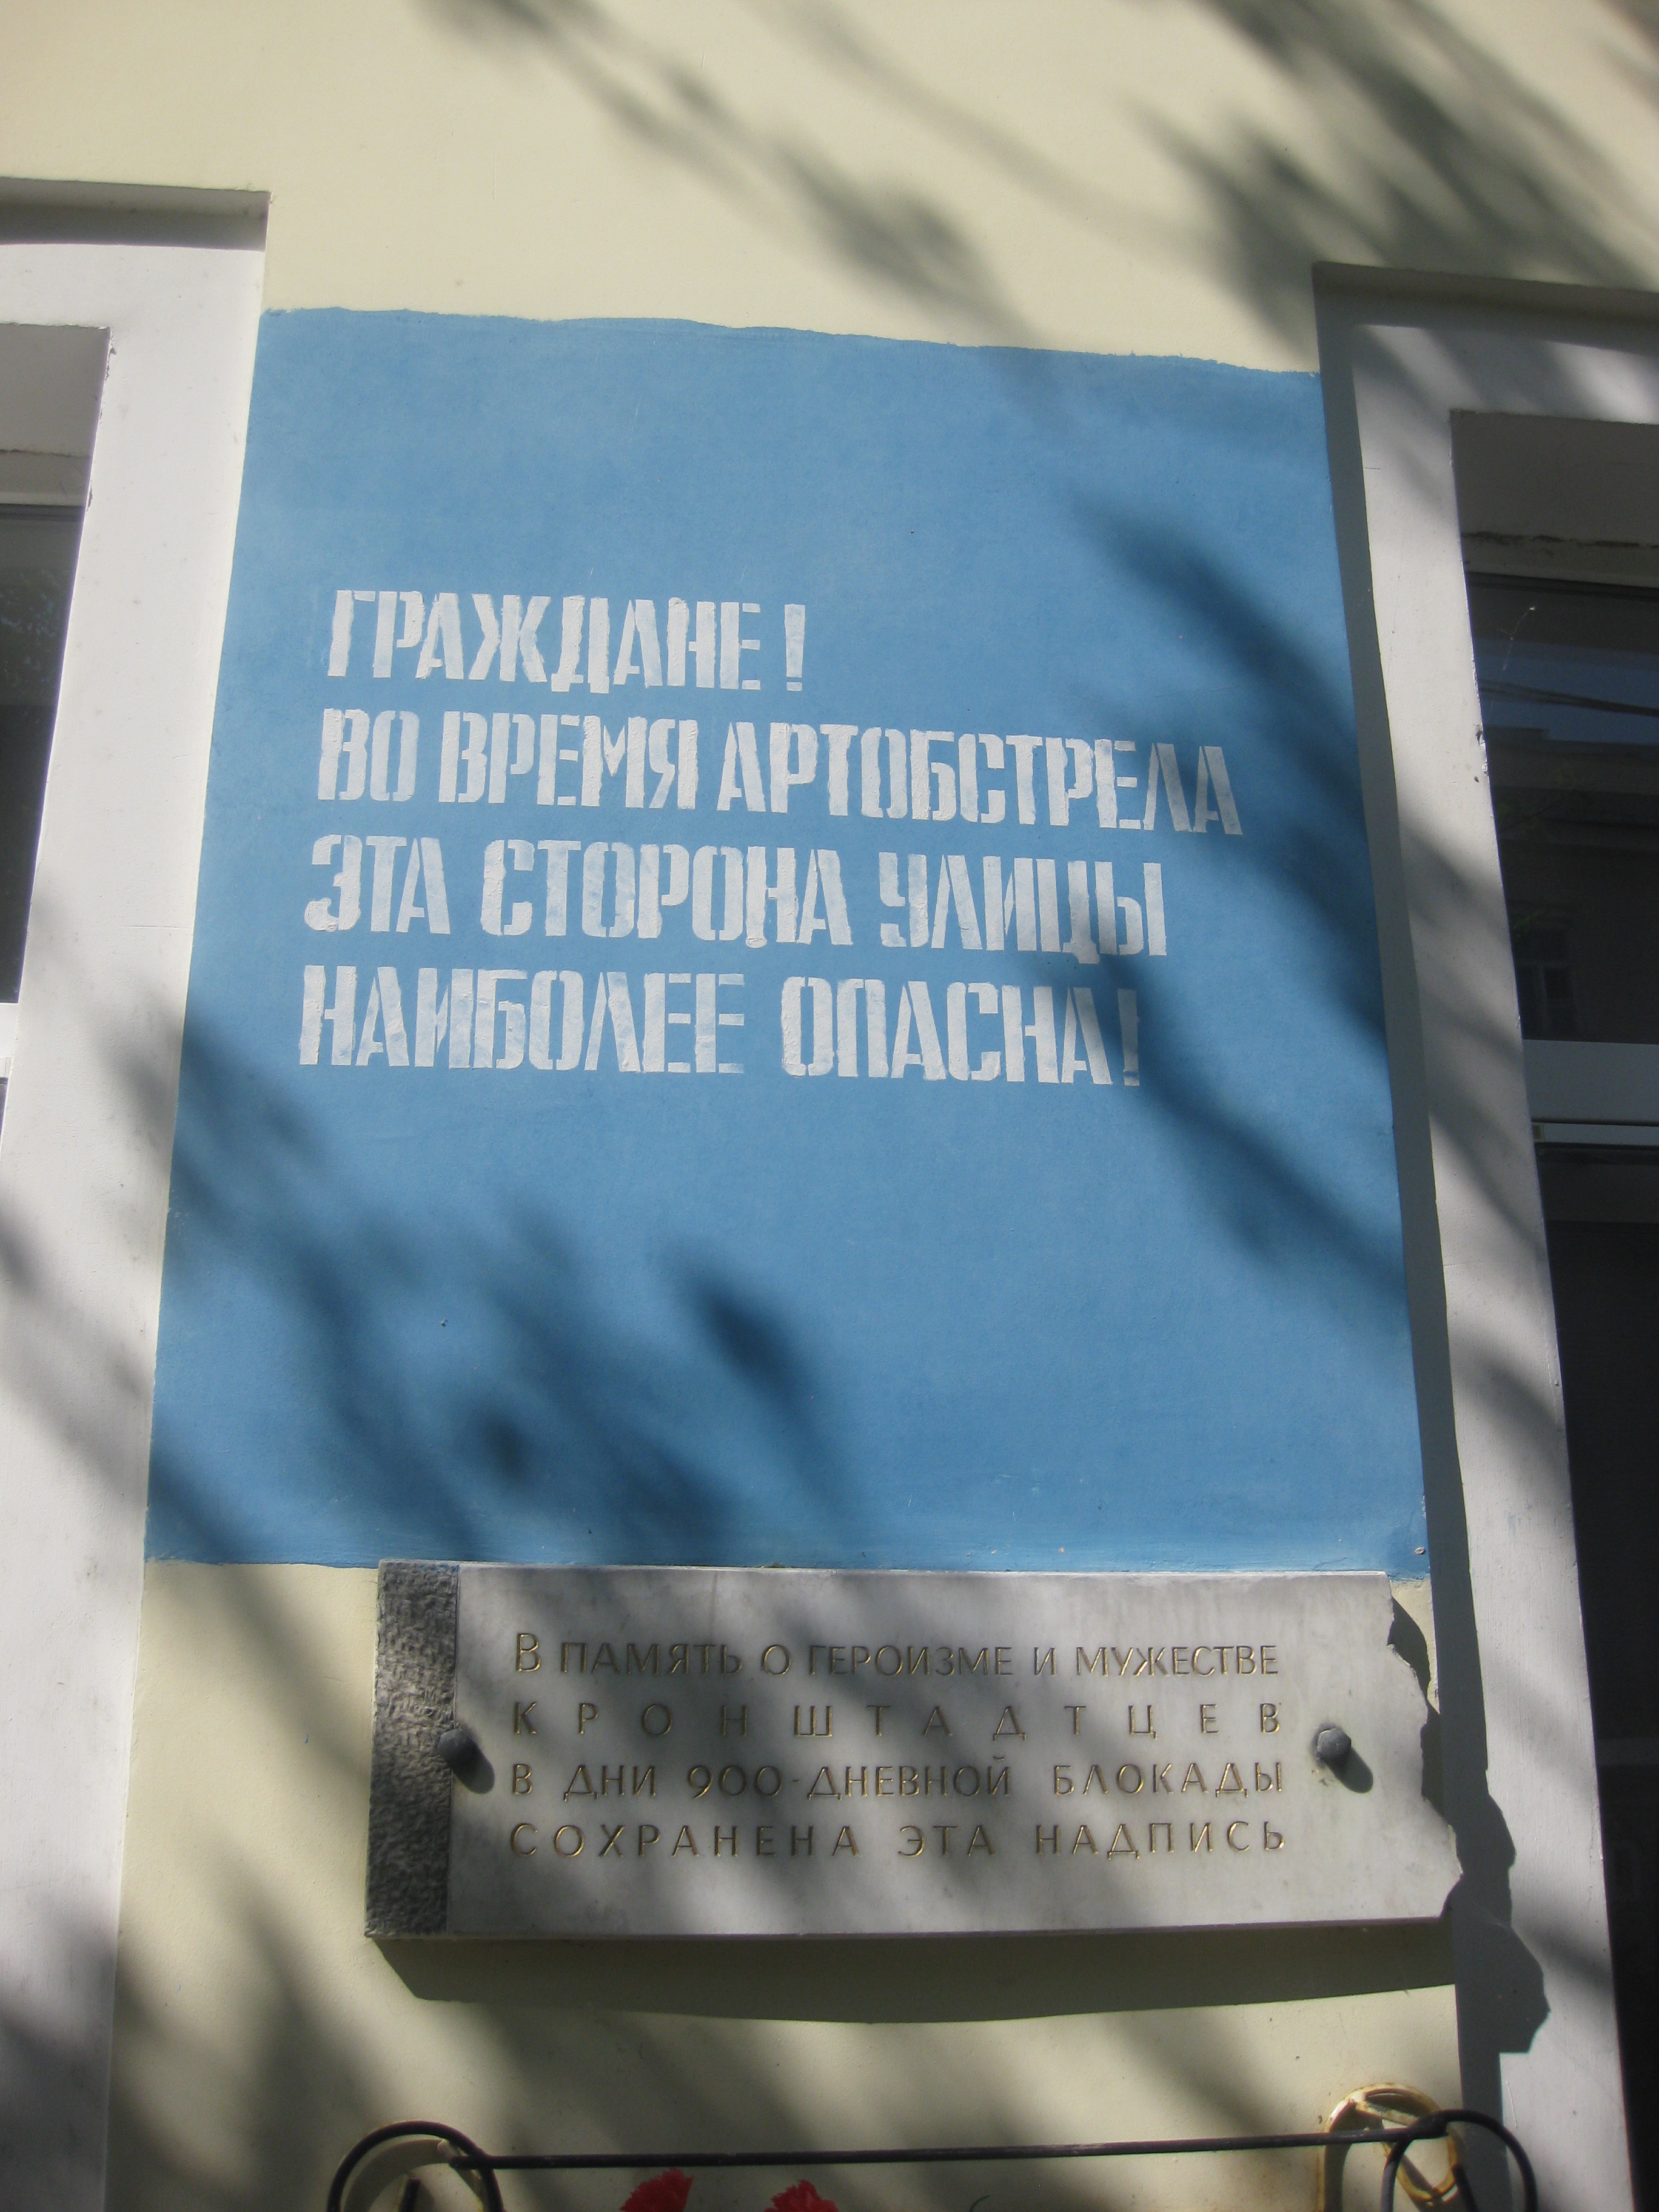 ГРАЖДАНЕ!
ВО ВРЕМЯ АРТОБСТРЕЛА
ЭТА СТОРОНА УЛИЦЫ
НАИБОЛЕЕ ОПАСНА!
В ПАМЯТЬ О ГЕРОИЗМЕ И МУЖЕСТВЕ
КРОНШТАДТЦЕВ
В ДНИ 900-ДНЕВНОЙ БЛОКАДЫ
СОХРАНЕНА ЭТА НАДПИСЬ